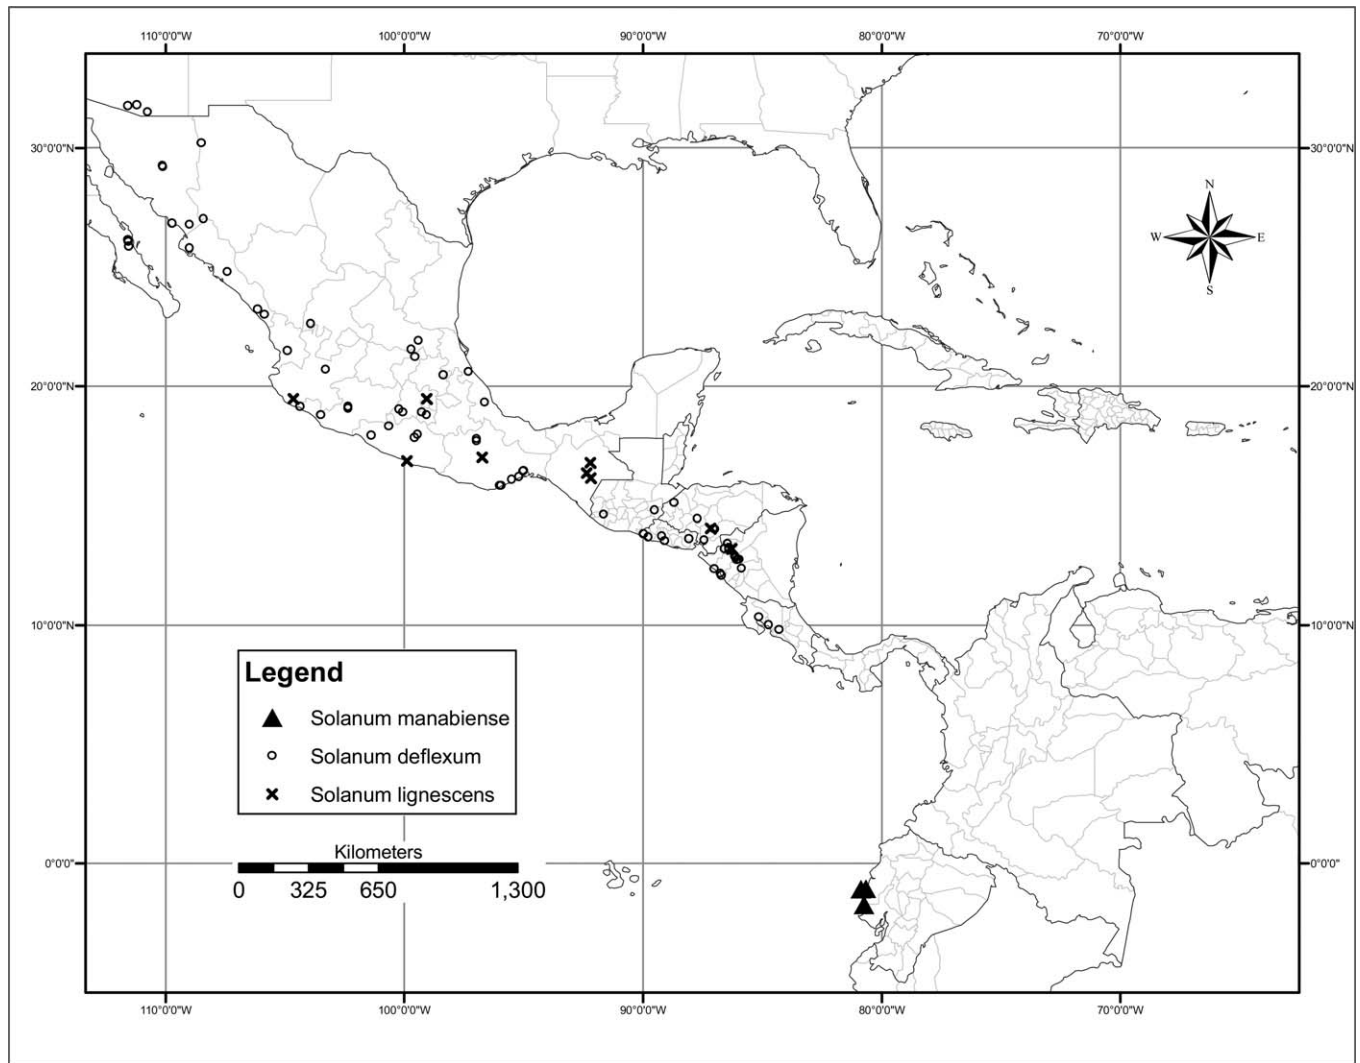 110°0'0"W 100°0'0"W 90°0'0"W 80°0'0"W 70°0'0"W
30°0'0"N 30°0'0"N
N
W E
S
20°0'0"N 20°0'0"N
10°0'0"N 10°0'0"N
Legend
Solanum manabiense
Solanum deflexum
Solanum lignescens
Kilometers
0 325 650 1,300
0°0'0" 0°0'0"
110°0'0"W 100°0'0"W 90°0'0"W 80°0'0"W 70°0'0"W